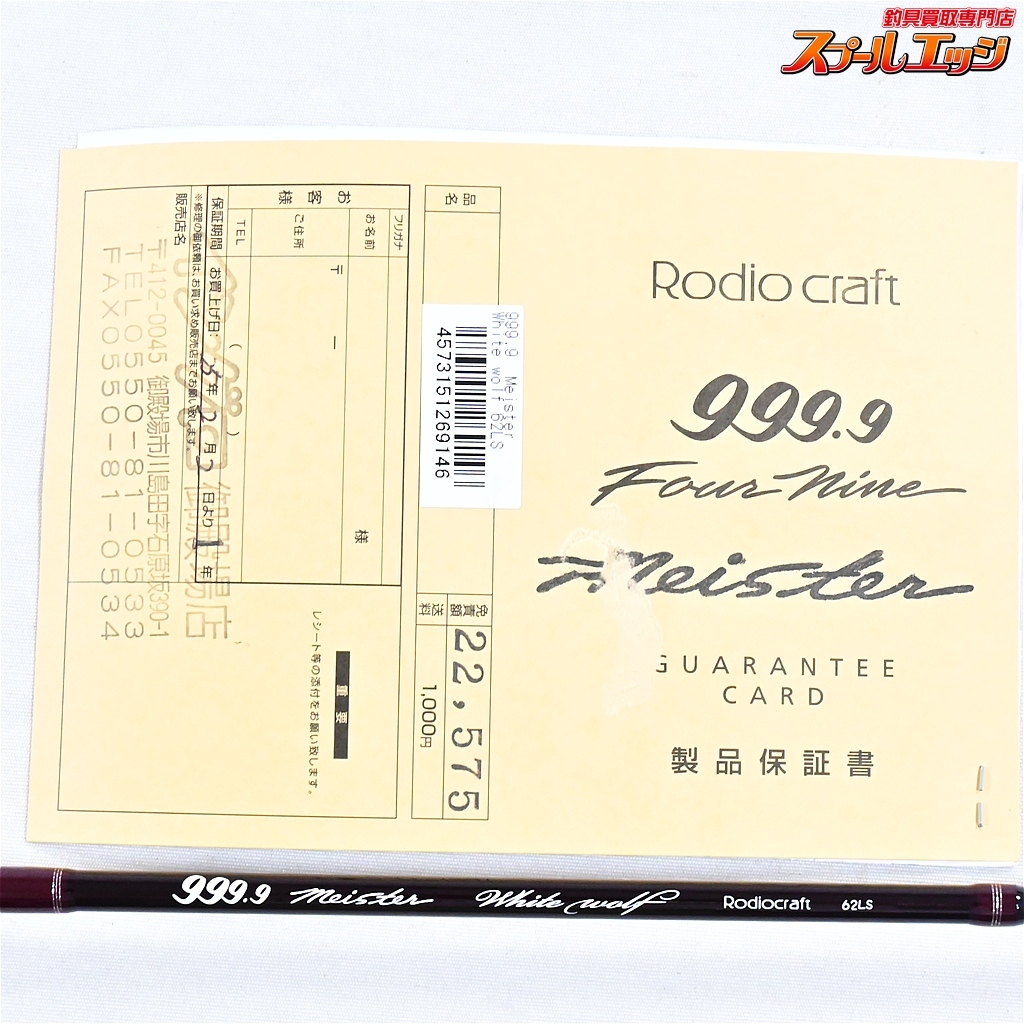 釣具買取専門店
スプールエッジ
Rodio craft
999.9
Four Nine
Meister
GUARANTEE
CARD
製品保証書
品名
999.9 Meister
White wolf 62LS
4573151269146
免責額
22,575
送料
1,000円
お客様
フリガナ
お名前
様
ご住所
〒 ー
TEL
( )
保証期間 お買上げ日:
年
月
日より1年
※修理の御依頼は、お買い求め販売店までお願い致します。
販売店名
御殿場店
〒412-0045 御殿場市川島田字石原坂390-1
TEL0550-81-0533
FAX0550-81-0534
重要
レシート等の添付をお願い致します。
999.9 Meister White wolf Rodiocraft 62LS